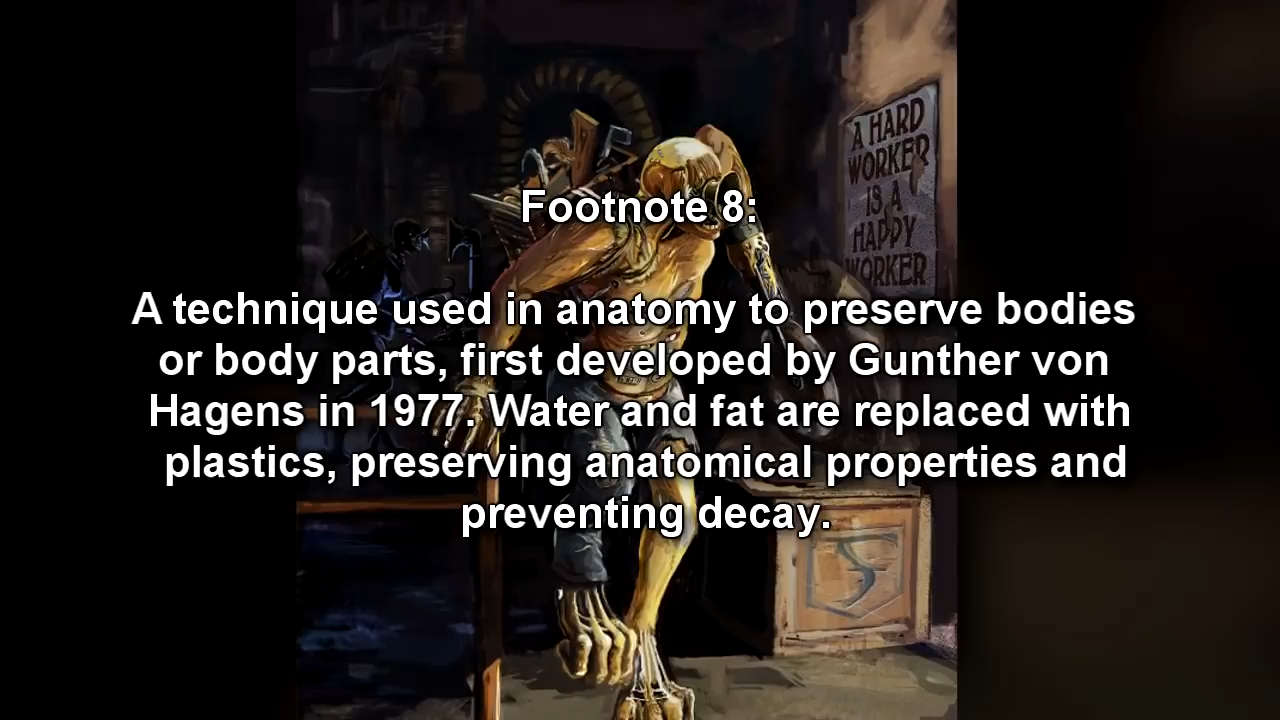 Footnote 8:
A technique used in anatomy to preserve bodies
or body parts, first developed by Gunther von
Hagens in 1977. Water and fat are replaced with
plastics, preserving anatomical properties and
preventing decay.
A HARD
WORKER
IS A
HAPPY
WORKER